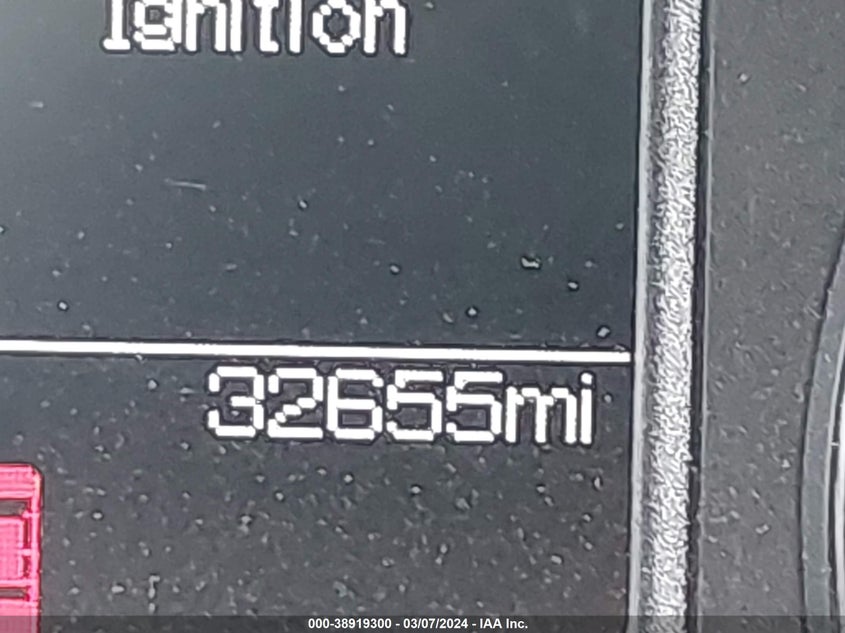 Ignition
32655mi
000-38919300 - 03/07/2024 - IAA Inc.